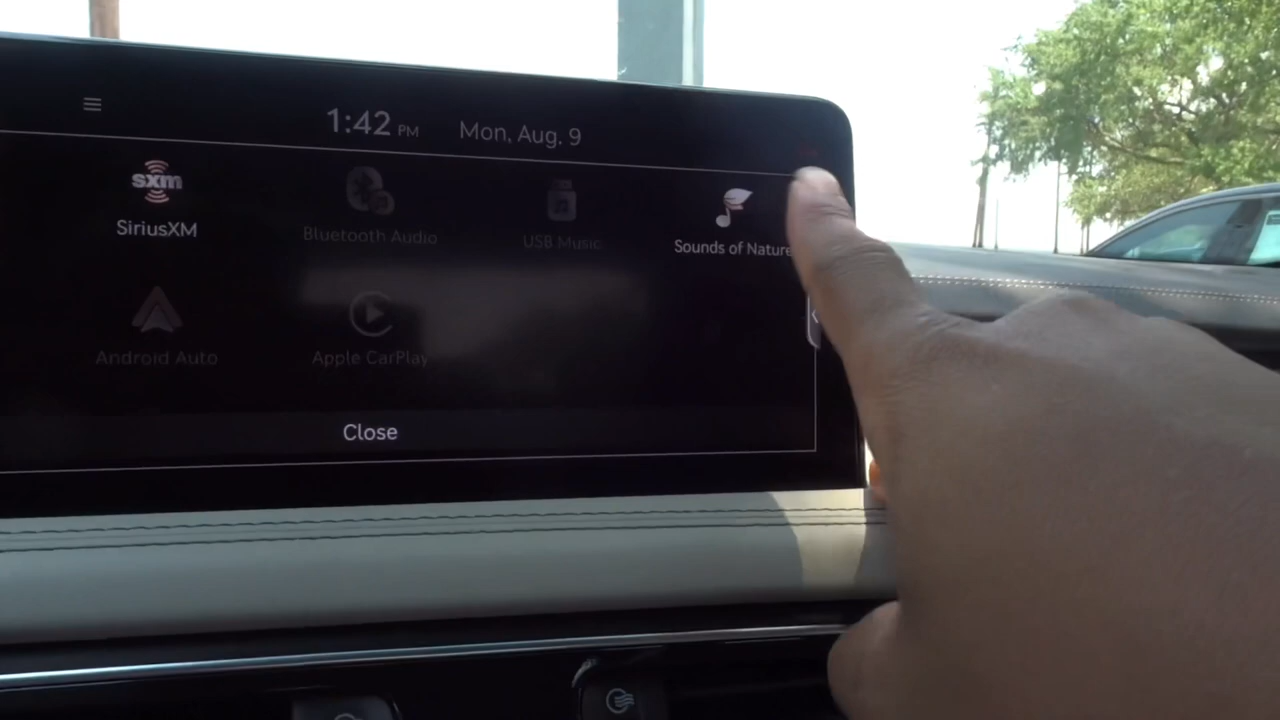 1:42 PM Mon, Aug. 9
sxm
SiriusXM
Bluetooth Audio
USB Music
Sounds of Nature
Android Auto
Apple CarPlay
Close